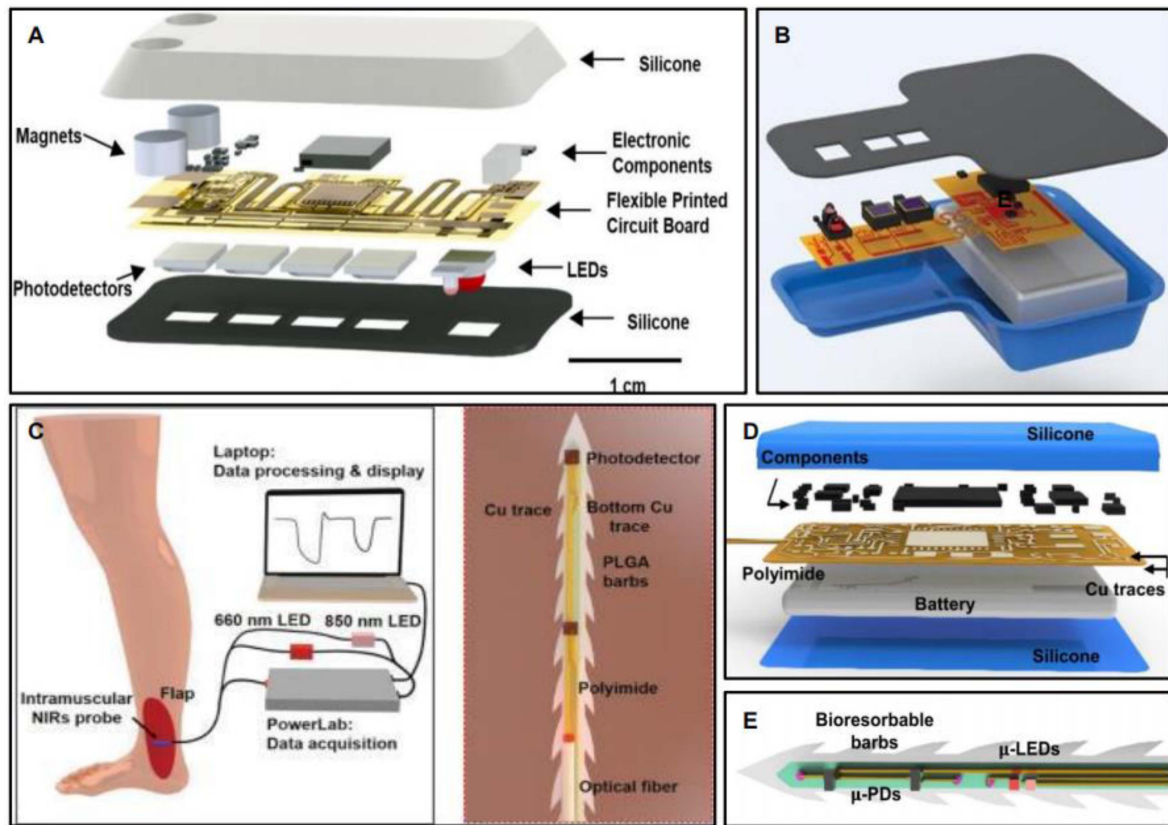 A
Silicone
Magnets
Electronic
Components
Flexible Printed
Circuit Board
Photodetectors
LEDs
Silicone
1 cm
B
E
C
Laptop:
Data processing & display
660 nm LED
850 nm LED
Intramuscular
NIRs probe
Flap
PowerLab:
Data acquisition
Photodetector
Cu trace
Bottom Cu
trace
PLGA
barbs
Polyimide
Optical fiber
D
Silicone
Components
Polyimide
Cu traces
Battery
Silicone
E
Bioresorbable
barbs
μ-LEDs
μ-PDs